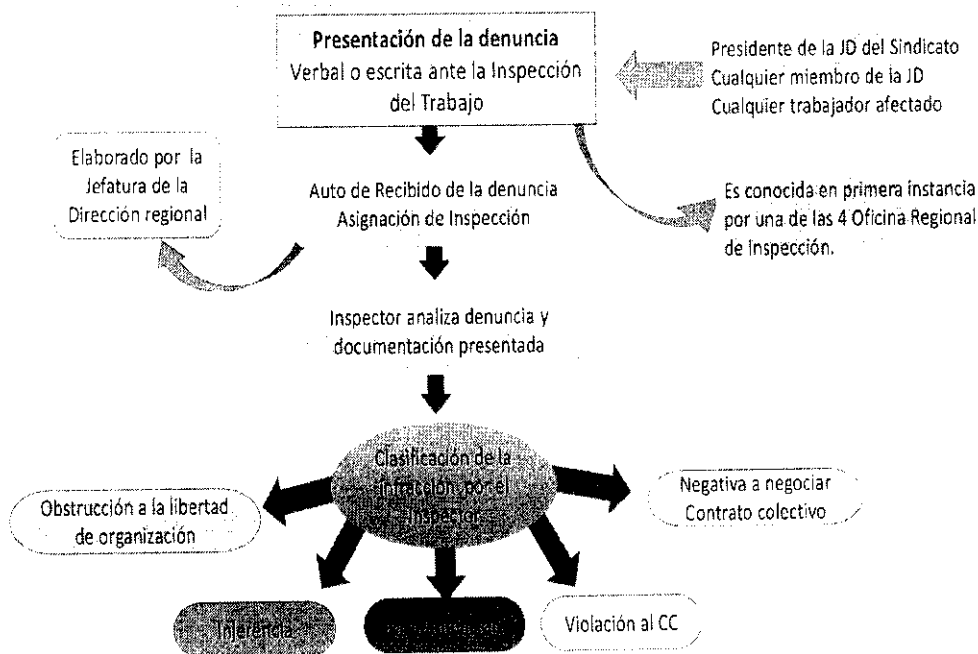 Presentación de la denuncia
Verbal o escrita ante la Inspección
del Trabajo
Presidente de la JD del Sindicato
Cualquier miembro de la JD
Cualquier trabajador afectado
Elaborado por la
Jefatura de la
Dirección regional
Auto de Recibido de la denuncia
Asignación de Inspección
Es conocida en primera instancia
por una de las 4 Oficina Regional
de Inspección.
Inspector analiza denuncia y
documentación presentada
Clasificación de la
infracción por el
Inspector
Obstrucción a la libertad
de organización
Negativa a negociar
Contrato colectivo
Injerencia
Violación al CC